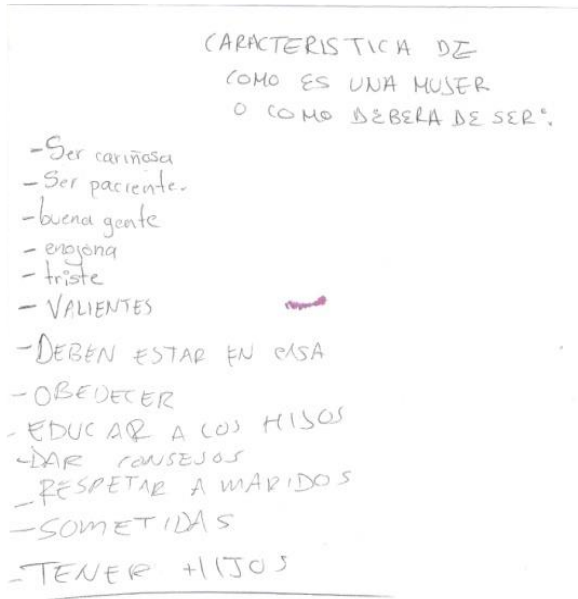 CARACTERISTICA DE
COMO ES UNA MUJER
O COMO DEBERA DE SER:
-Ser cariñosa
-Ser paciente.
-buena gente
- enojona
- triste
- VALIENTES
-DEBEN ESTAR EN CASA
-OBEDECER
-EDUCAR A LOS HIJOS
-DAR CONSEJOS
-RESPETAR A MARIDOS
-SOMETIDAS
-TENER HIJOS